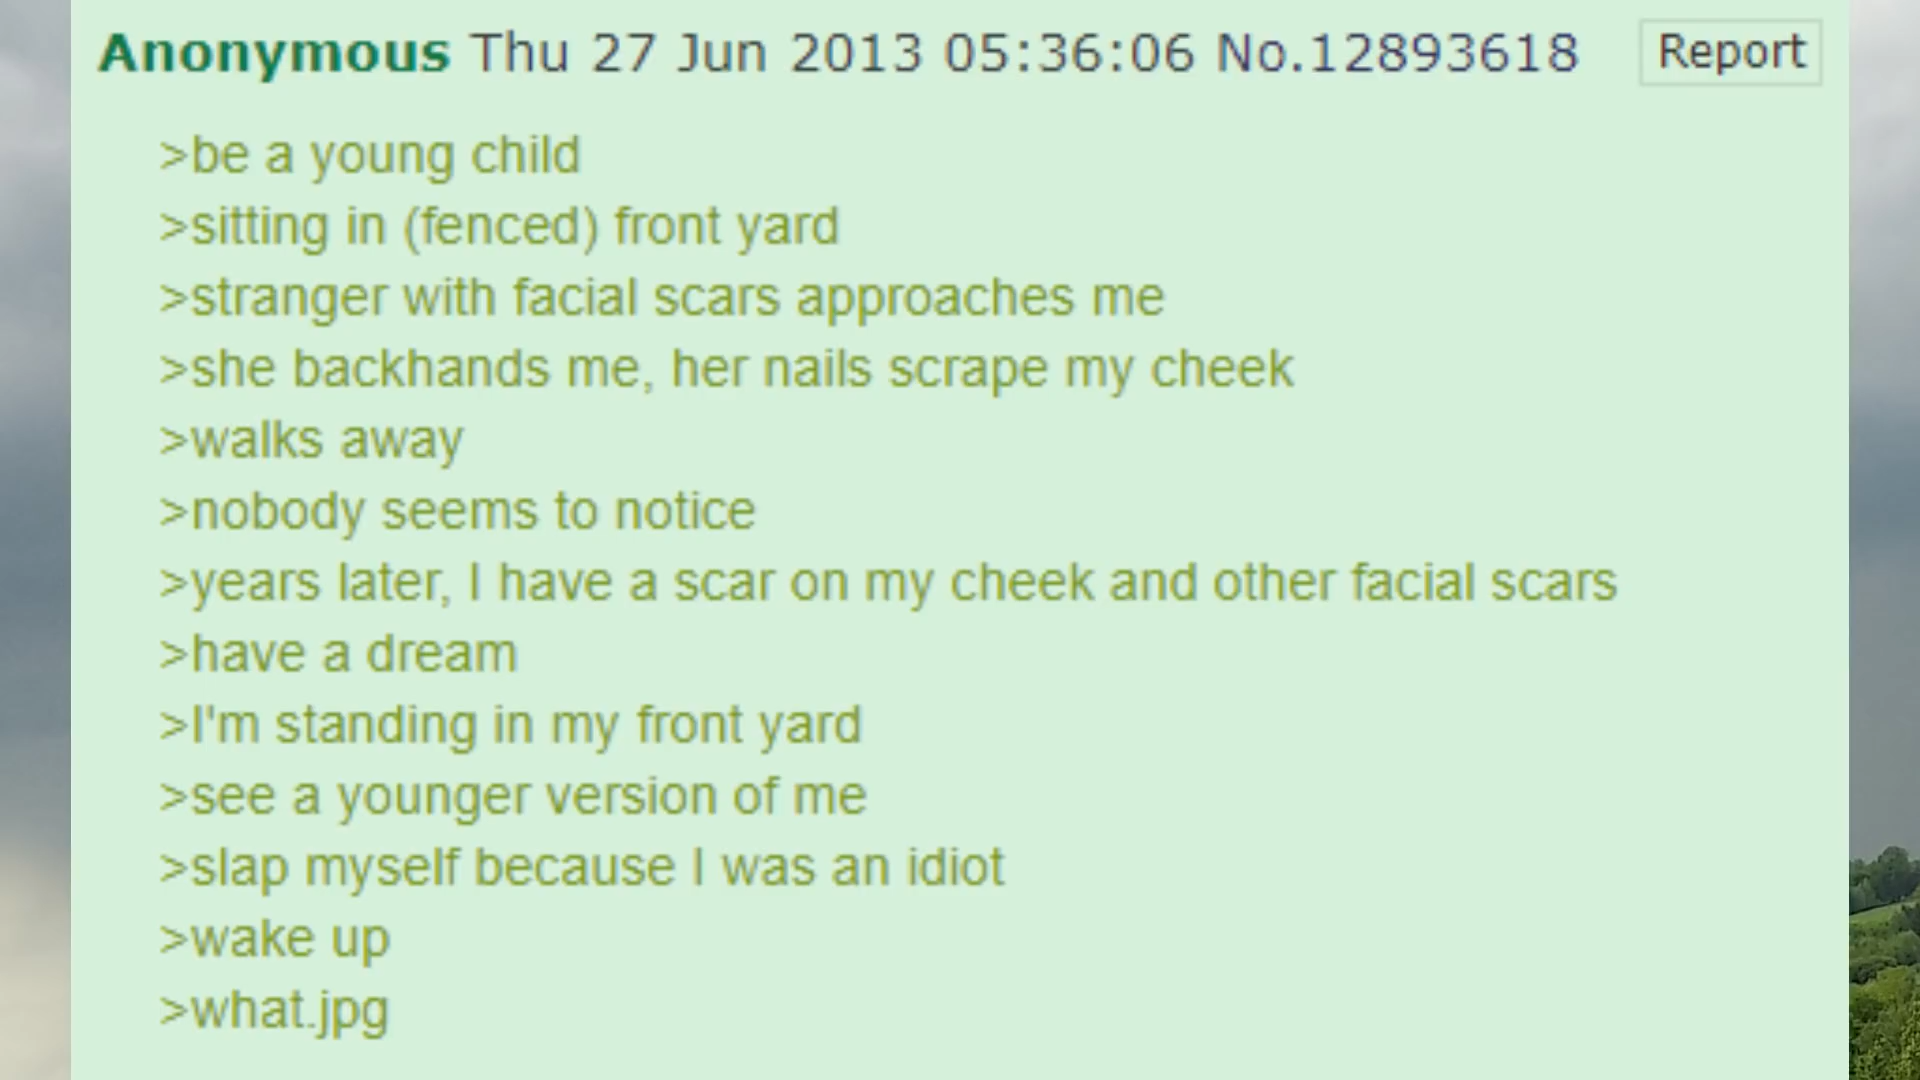 Anonymous Thu 27 Jun 2013 05:36:06 No.12893618 Report
>be a young child
>sitting in (fenced) front yard
>stranger with facial scars approaches me
>she backhands me, her nails scrape my cheek
>walks away
>nobody seems to notice
>years later, I have a scar on my cheek and other facial scars
>have a dream
>I'm standing in my front yard
>see a younger version of me
>slap myself because I was an idiot
>wake up
>what.jpg